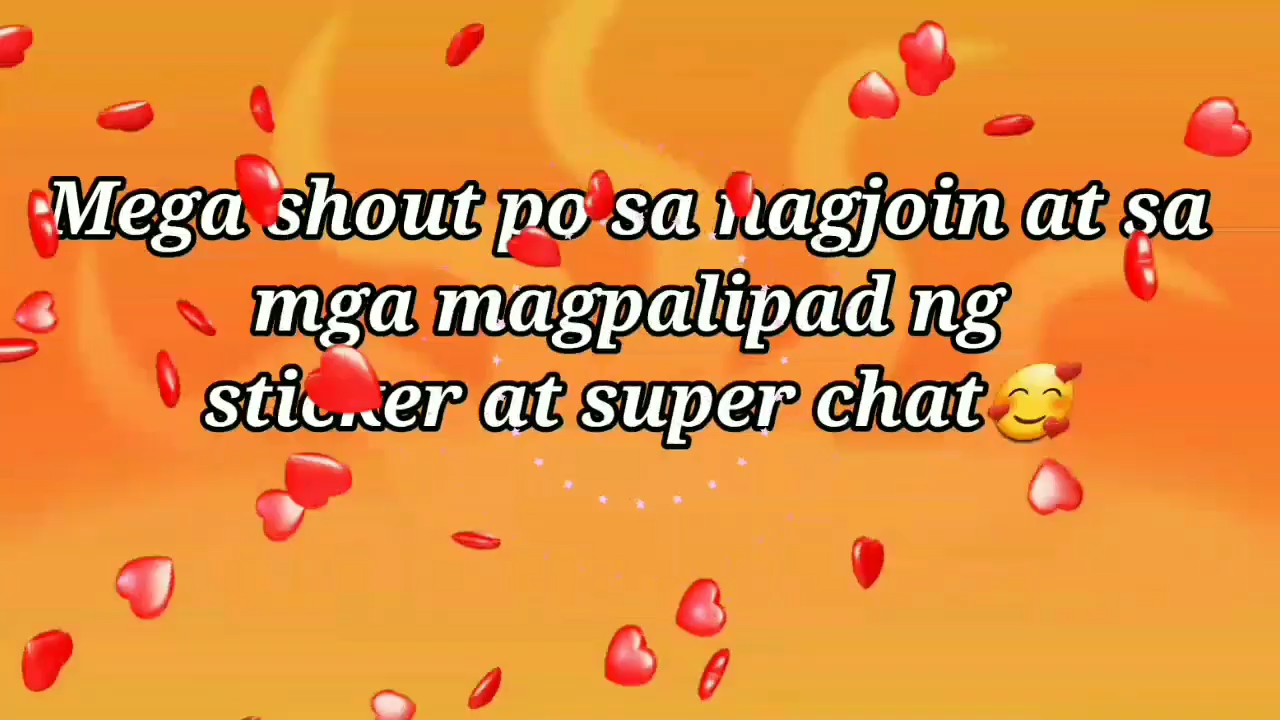 Mega shout po sa nagjoin at sa
mga magpalipad ng
sticker at super chat🥰